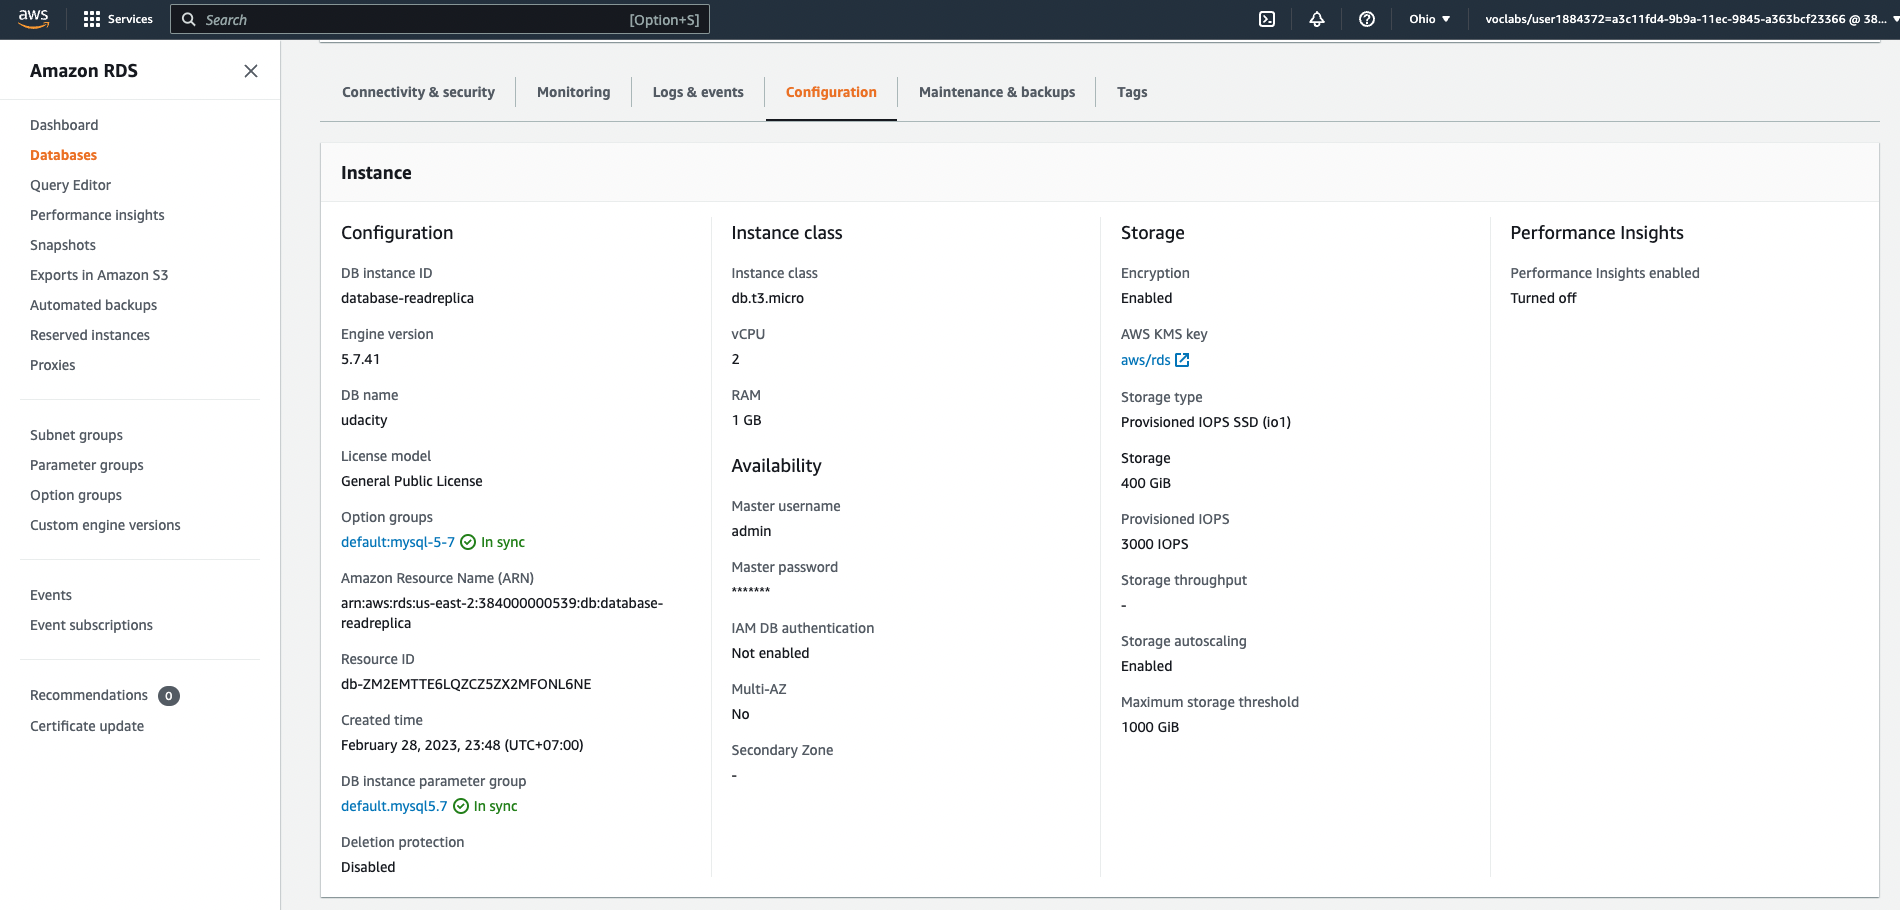 aws
Services
Search
[Option+S]
Ohio
voclabs/user1884372=a3c11fd4-9b9a-11ec-9845-a363bcf23366 @ 38...
Amazon RDS
Dashboard
Databases
Query Editor
Performance insights
Snapshots
Exports in Amazon S3
Automated backups
Reserved instances
Proxies
Subnet groups
Parameter groups
Option groups
Custom engine versions
Events
Event subscriptions
Recommendations 0
Certificate update
Connectivity & security
Monitoring
Logs & events
Configuration
Maintenance & backups
Tags
Instance
Configuration
DB instance ID
database-readreplica
Engine version
5.7.41
DB name
udacity
License model
General Public License
Option groups
default:mysql-5-7 In sync
Amazon Resource Name (ARN)
arn:aws:rds:us-east-2:384000000539:db:database-
readreplica
Resource ID
db-ZM2EMTTE6LQZCZ5ZX2MFONL6NE
Created time
February 28, 2023, 23:48 (UTC+07:00)
DB instance parameter group
default.mysql5.7 In sync
Deletion protection
Disabled
Instance class
Instance class
db.t3.micro
vCPU
2
RAM
1 GB
Availability
Master username
admin
Master password
*******
IAM DB authentication
Not enabled
Multi-AZ
No
Secondary Zone
-
Storage
Encryption
Enabled
AWS KMS key
aws/rds
Storage type
Provisioned IOPS SSD (io1)
Storage
400 GiB
Provisioned IOPS
3000 IOPS
Storage throughput
-
Storage autoscaling
Enabled
Maximum storage threshold
1000 GiB
Performance Insights
Performance Insights enabled
Turned off